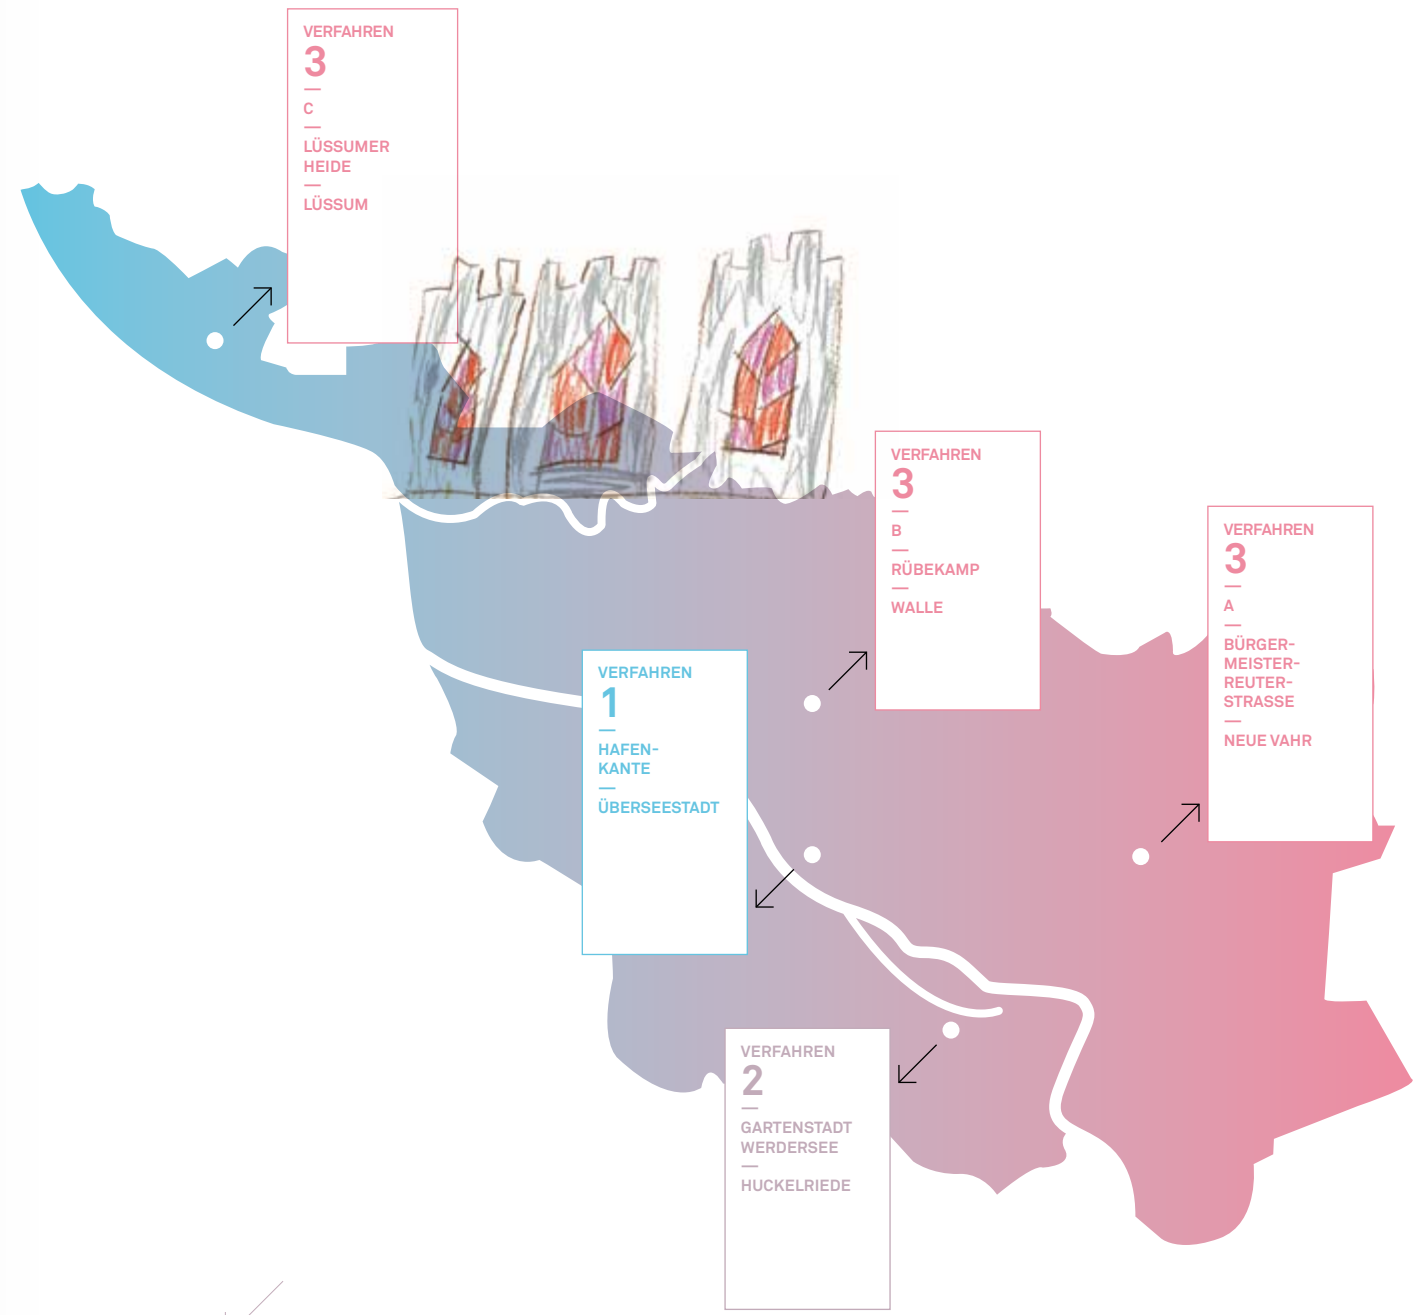 VERFAHREN
3
—
C
—
LÜSSUMER
HEIDE
—
LÜSSUM
VERFAHREN
3
—
B
—
RÜBEKAMP
—
WALLE
VERFAHREN
3
—
A
—
BÜRGER-
MEISTER-
REUTER-
STRASSE
—
NEUE VAHR
VERFAHREN
1
—
HAFEN-
KANTE
—
ÜBERSEESTADT
VERFAHREN
2
—
GARTENSTADT
WERDERSEE
—
HUCKELRIEDE